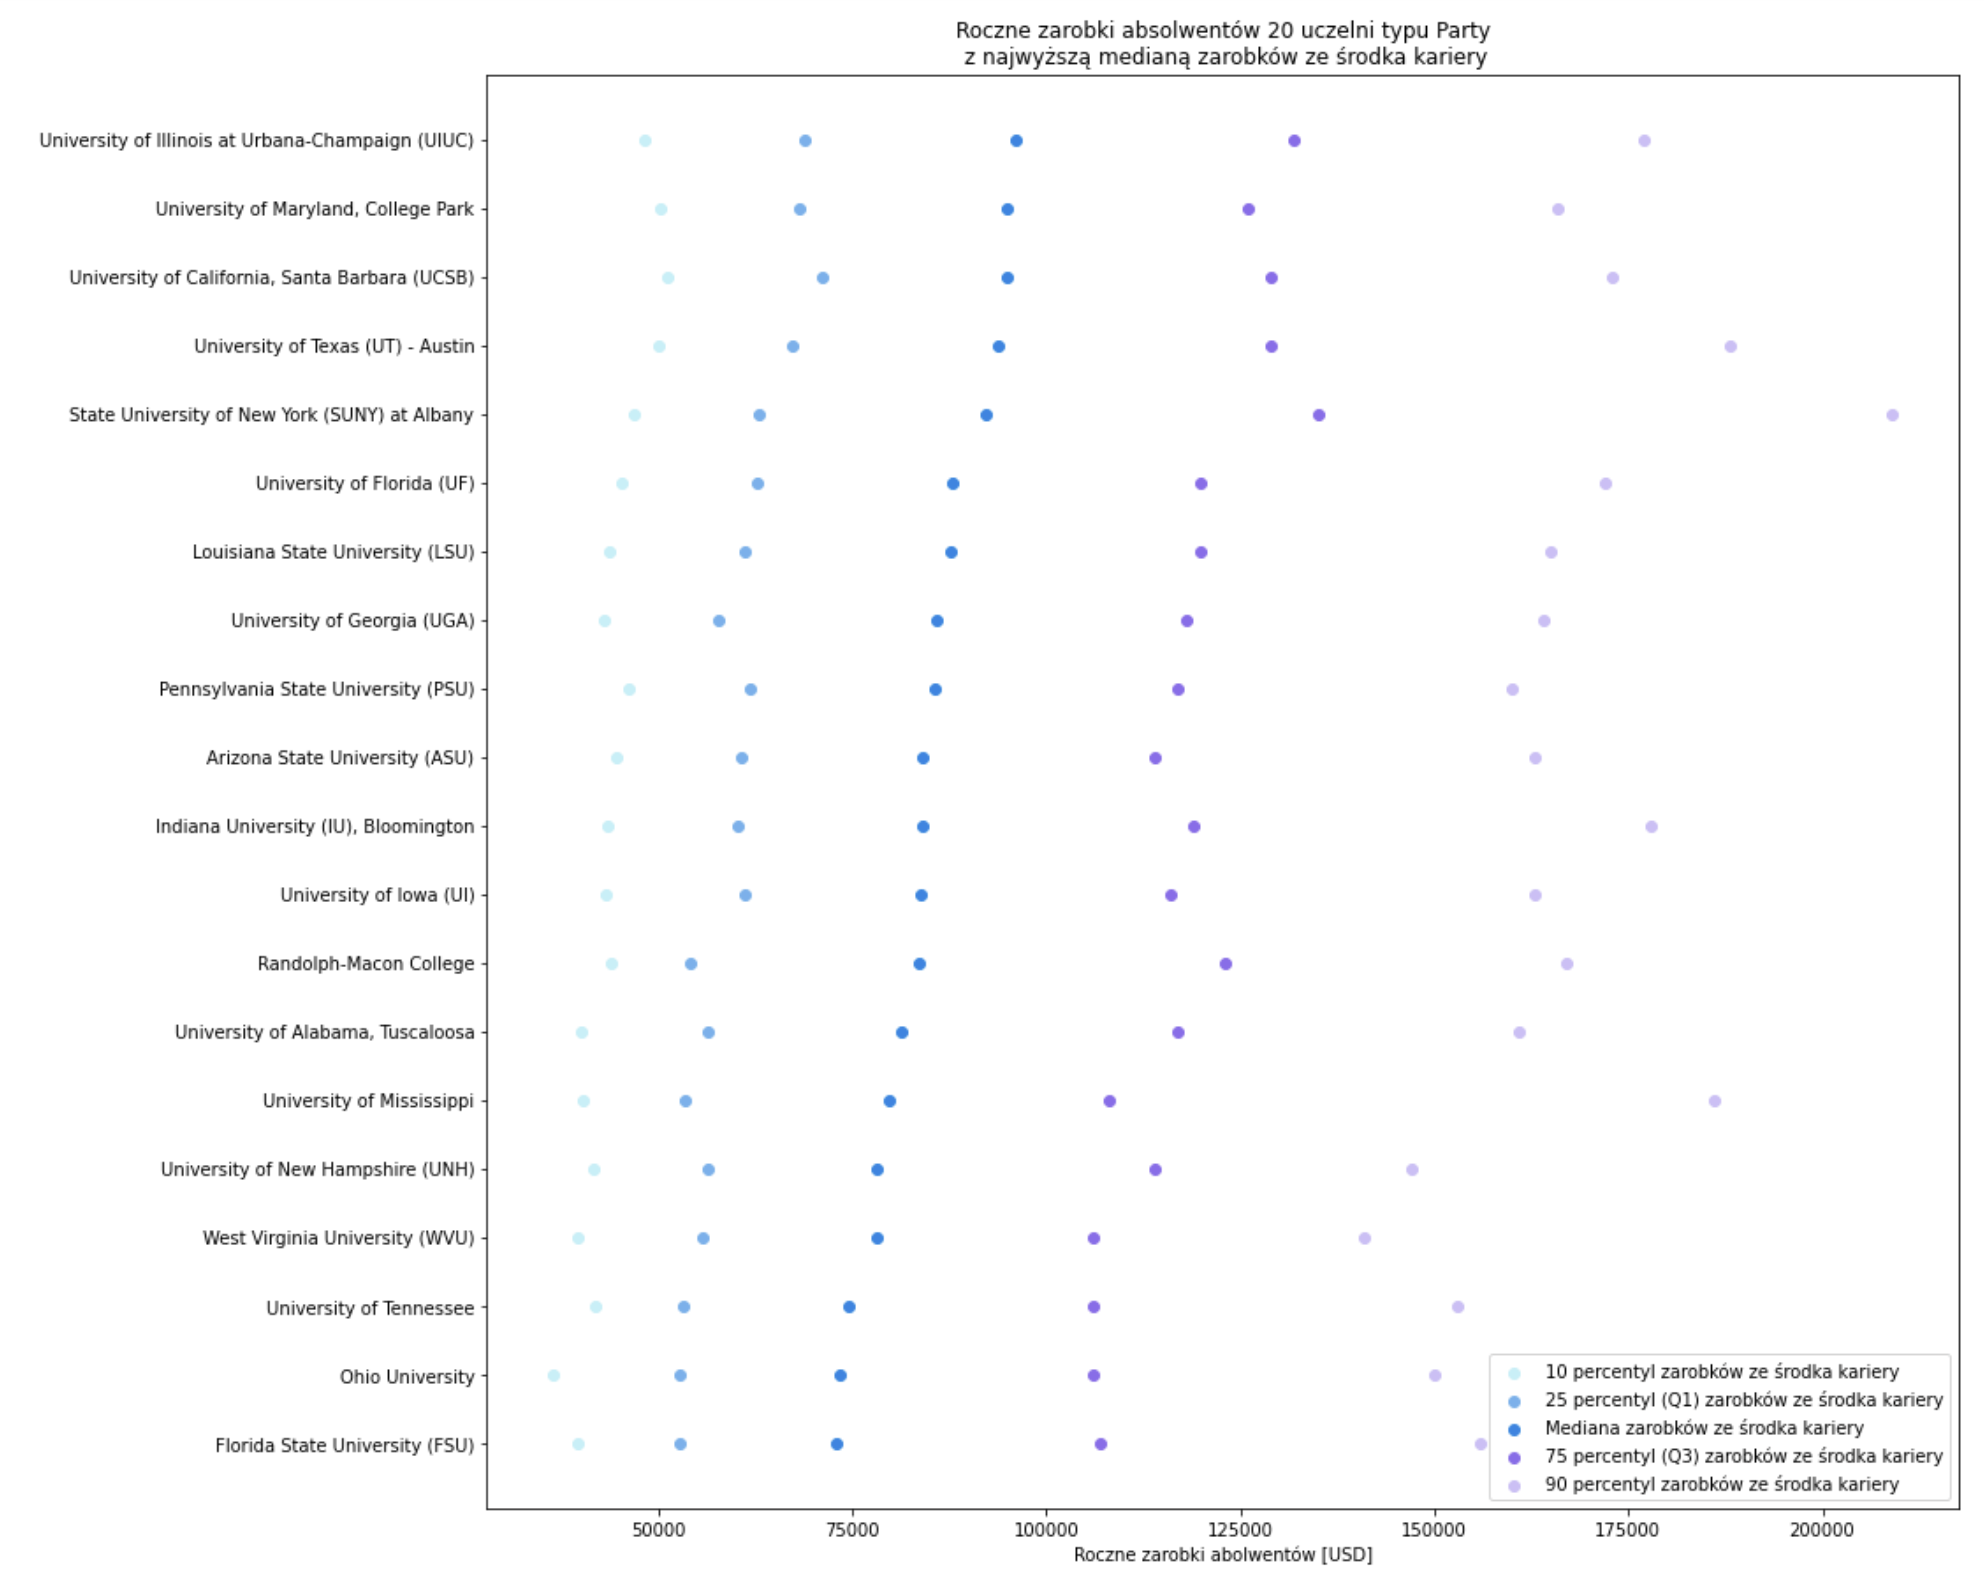 Roczne zarobki absolwentów 20 uczelni typu Party
z najwyższą medianą zarobków ze środka kariery
University of Illinois at Urbana-Champaign (UIUC)
University of Maryland, College Park
University of California, Santa Barbara (UCSB)
University of Texas (UT) - Austin
State University of New York (SUNY) at Albany
University of Florida (UF)
Louisiana State University (LSU)
University of Georgia (UGA)
Pennsylvania State University (PSU)
Arizona State University (ASU)
Indiana University (IU), Bloomington
University of Iowa (UI)
Randolph-Macon College
University of Alabama, Tuscaloosa
University of Mississippi
University of New Hampshire (UNH)
West Virginia University (WVU)
University of Tennessee
Ohio University
Florida State University (FSU)
10 percentyl zarobków ze środka kariery
25 percentyl (Q1) zarobków ze środka kariery
Mediana zarobków ze środka kariery
75 percentyl (Q3) zarobków ze środka kariery
90 percentyl zarobków ze środka kariery
50000 75000 100000 125000 150000 175000 200000
Roczne zarobki abolwentów [USD]